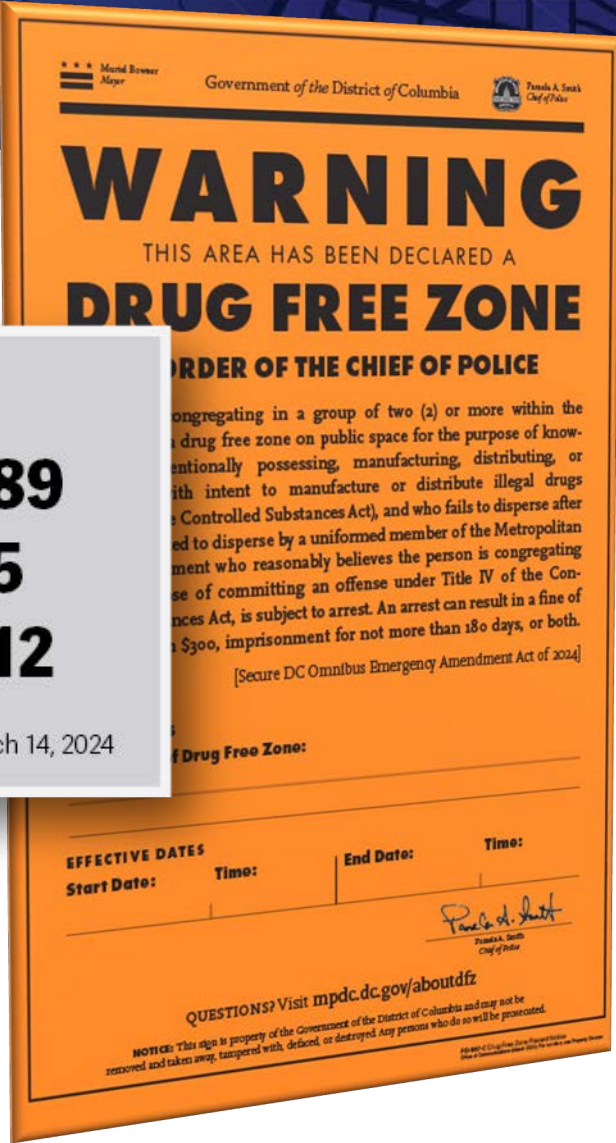 Muriel Bowser
Mayor
Government of the District of Columbia
Pamela A. Smith
Chief of Police
WARNING
THIS AREA HAS BEEN DECLARED A
DRUG FREE ZONE
ORDER OF THE CHIEF OF POLICE
congregating in a group of two (2) or more within the
drug free zone on public space for the purpose of know-
entionally possessing, manufacturing, distributing, or
ith intent to manufacture or distribute illegal drugs
Controlled Substances Act), and who fails to disperse after
ed to disperse by a uniformed member of the Metropolitan
ment who reasonably believes the person is congregating
se of committing an offense under Title IV of the Con-
nces Act, is subject to arrest. An arrest can result in a fine of
$300, imprisonment for not more than 180 days, or both.
[Secure DC Omnibus Emergency Amendment Act of 2024]
89
5
12
ch 14, 2024
f Drug Free Zone:
EFFECTIVE DATES
Start Date: Time: End Date: Time:
Pamela A. Smith
Pamela A. Smith
Chief of Police
QUESTIONS? Visit mpdc.dc.gov/aboutdfz
NOTICE: This sign is property of the Government of the District of Columbia and may not be
removed and taken away, tampered with, defaced, or destroyed. Any persons who do so will be prosecuted.